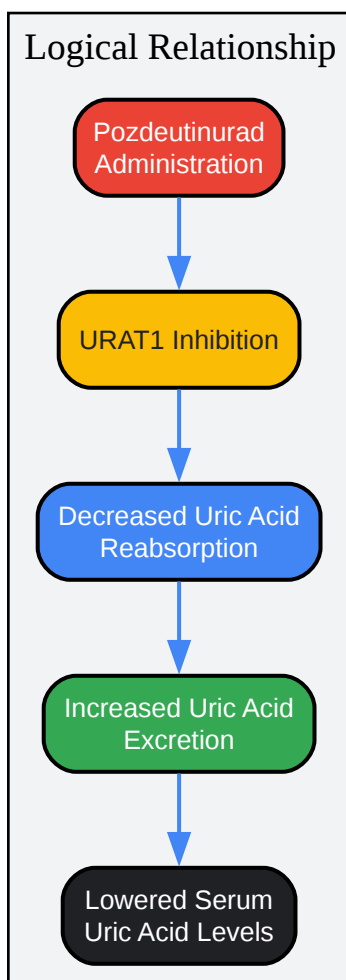 Logical Relationship
Pozdeutinurad
Administration
URAT1 Inhibition
Decreased Uric Acid
Reabsorption
Increased Uric Acid
Excretion
Lowered Serum
Uric Acid Levels